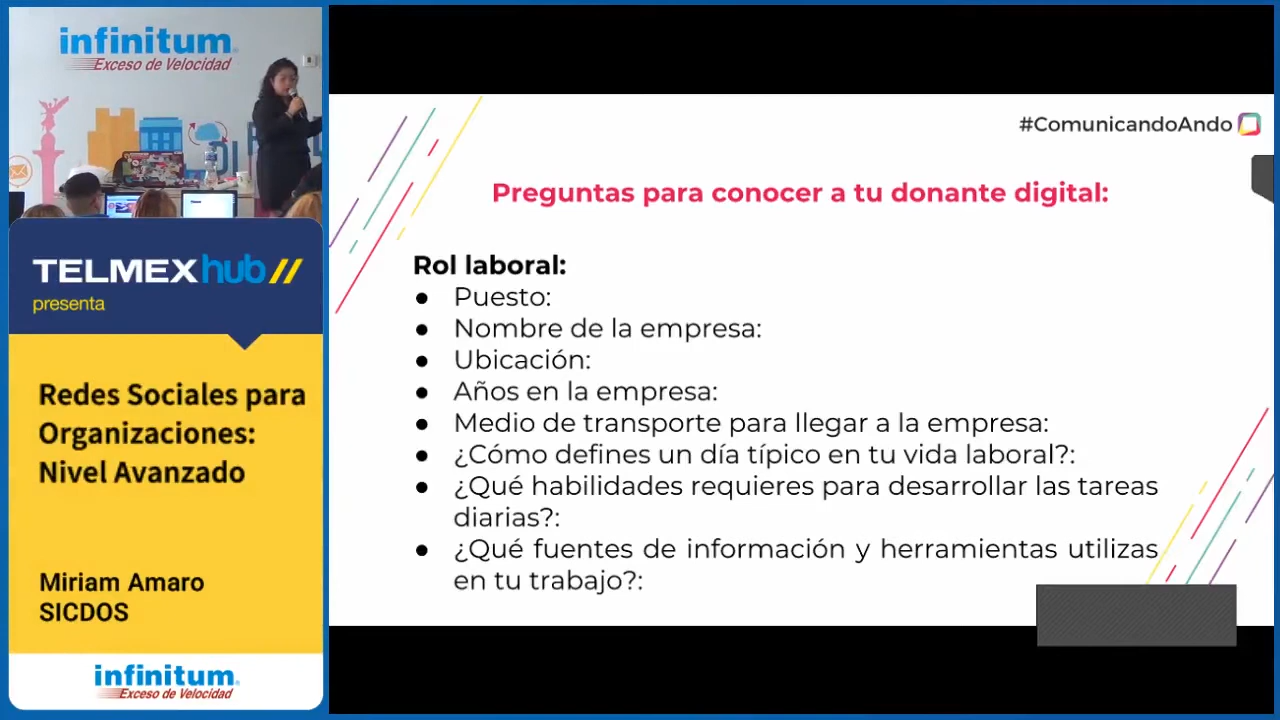 infinitum
Exceso de Velocidad
TELMEXhub//
presenta
Redes Sociales para
Organizaciones:
Nivel Avanzado
Miriam Amaro
SICDOS
infinitum
Exceso de Velocidad
#ComunicandoAndo
Preguntas para conocer a tu donante digital:
Rol laboral:
● Puesto:
● Nombre de la empresa:
● Ubicación:
● Años en la empresa:
● Medio de transporte para llegar a la empresa:
● ¿Cómo defines un día típico en tu vida laboral?:
● ¿Qué habilidades requieres para desarrollar las tareas
diarias?:
● ¿Qué fuentes de información y herramientas utilizas
en tu trabajo?: